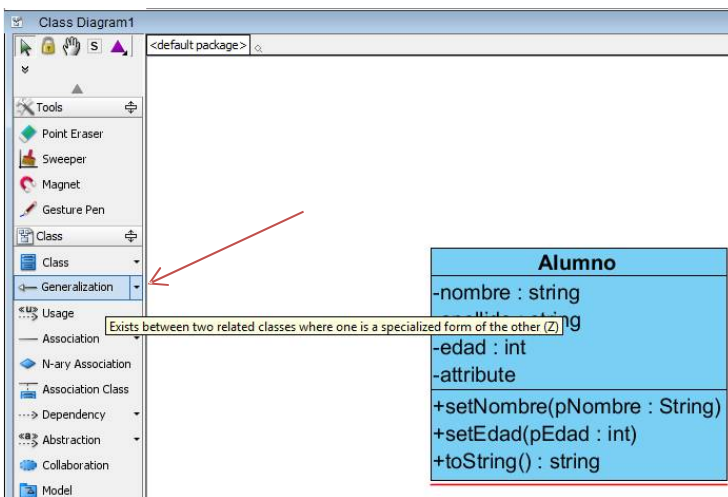 Class Diagram1
S
<default package>
Tools
Point Eraser
Sweeper
Magnet
Gesture Pen
Class
Class
Generalization
Usage
Exists between two related classes where one is a specialized form of the other (Z)
Association
N-ary Association
Association Class
Dependency
Abstraction
Collaboration
Model
Alumno
-nombre : string
-edad : int
-attribute
+setNombre(pNombre : String)
+setEdad(pEdad : int)
+toString() : string